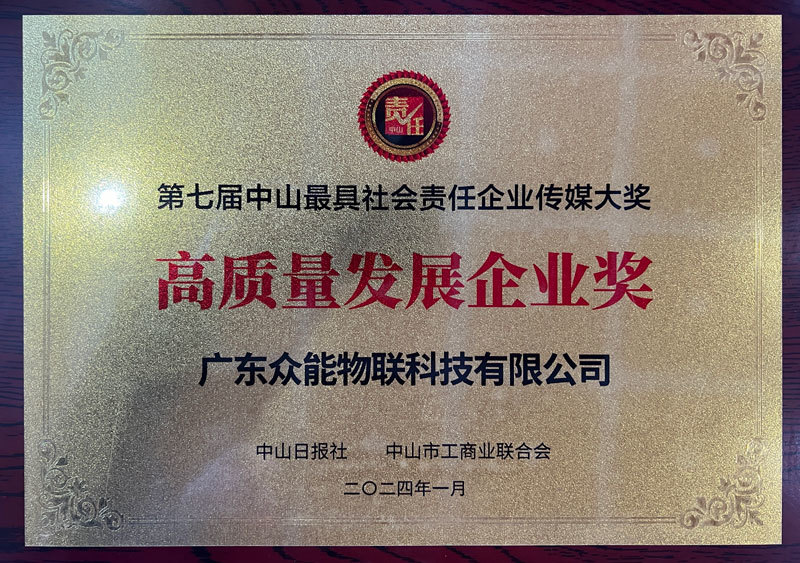 责任
中山
第七届中山最具社会责任企业传媒大奖
高质量发展企业奖
广东众能物联科技有限公司
中山日报社 中山市工商业联合会
二〇二四年一月